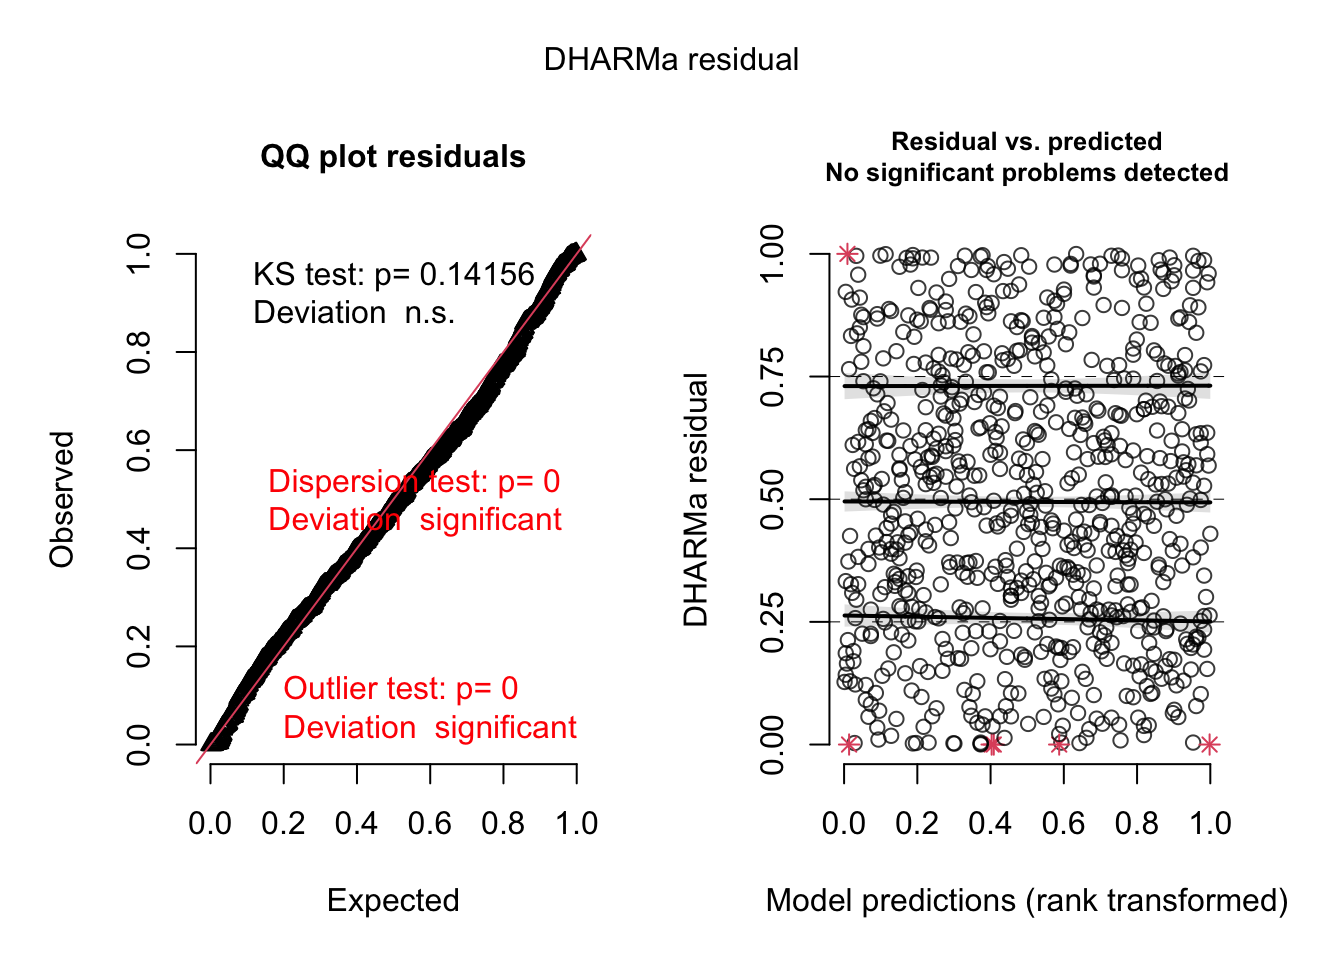 DHARMa residual
QQ plot residuals
KS test: p= 0.14156
Deviation  n.s.
Dispersion test: p= 0
Deviation  significant
Outlier test: p= 0
Deviation  significant
Observed
0.0 0.2 0.4 0.6 0.8 1.0
0.0 0.2 0.4 0.6 0.8 1.0
Expected
Residual vs. predicted
No significant problems detected
DHARMa residual
0.00 0.25 0.50 0.75 1.00
0.0 0.2 0.4 0.6 0.8 1.0
Model predictions (rank transformed)